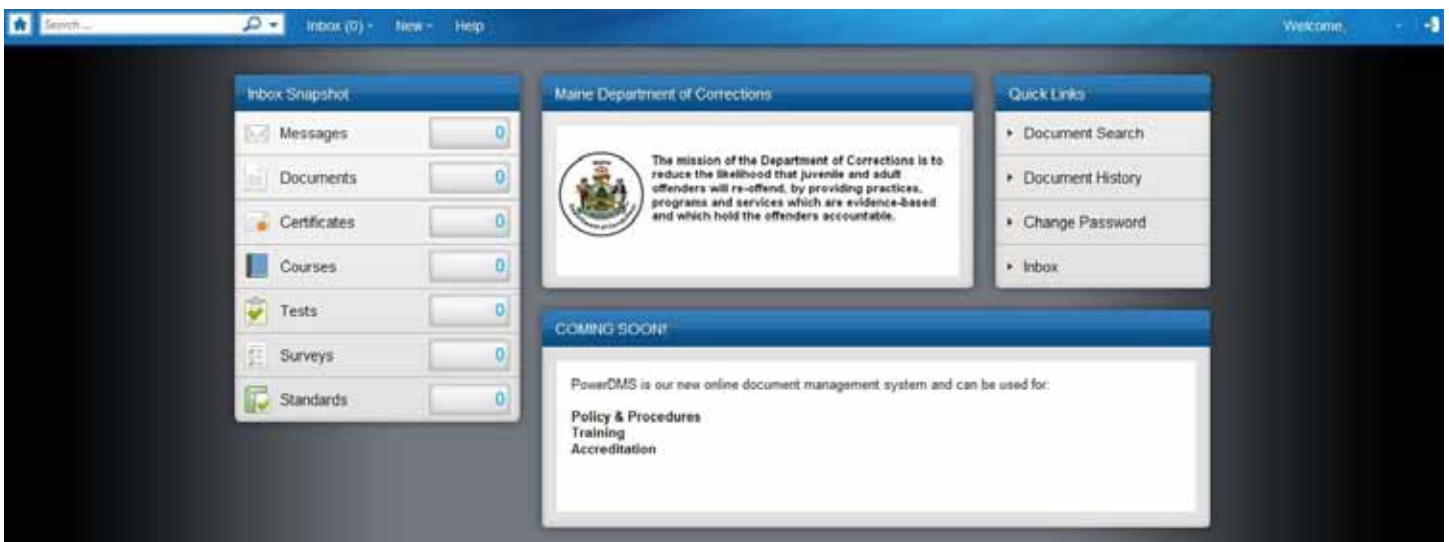 Search ...
Inbox (0)
New
Help
Welcome,
Inbox Snapshot
Messages 0
Documents 0
Certificates 0
Courses 0
Tests 0
Surveys 0
Standards 0
Maine Department of Corrections
The mission of the Department of Corrections is to
reduce the likelihood that juvenile and adult
offenders will re-offend, by providing practices,
programs and services which are evidence-based
and which hold the offenders accountable.
Quick Links
Document Search
Document History
Change Password
Inbox
COMING SOON!
PowerDMS is our new online document management system and can be used for:
Policy & Procedures
Training
Accreditation